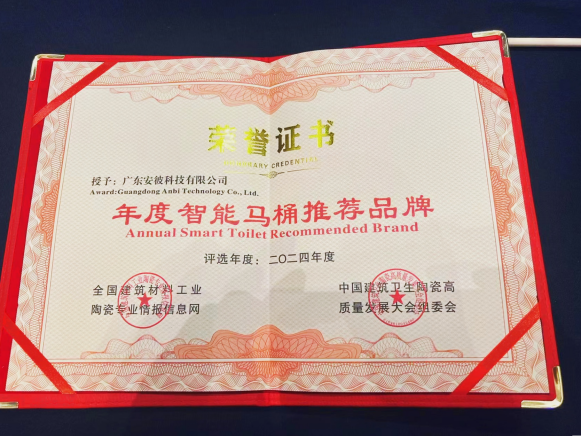 荣誉证书
HONORARY CREDENTIAL
授予：广东安彼科技有限公司
Award:Guangdong Anbi Technology Co., Ltd.
年度智能马桶推荐品牌
Annual Smart Toilet Recommended Brand
评选年度：二〇二四年度
全国建筑材料工业
陶瓷专业情报信息网
中国建筑卫生陶瓷高
质量发展大会组委会